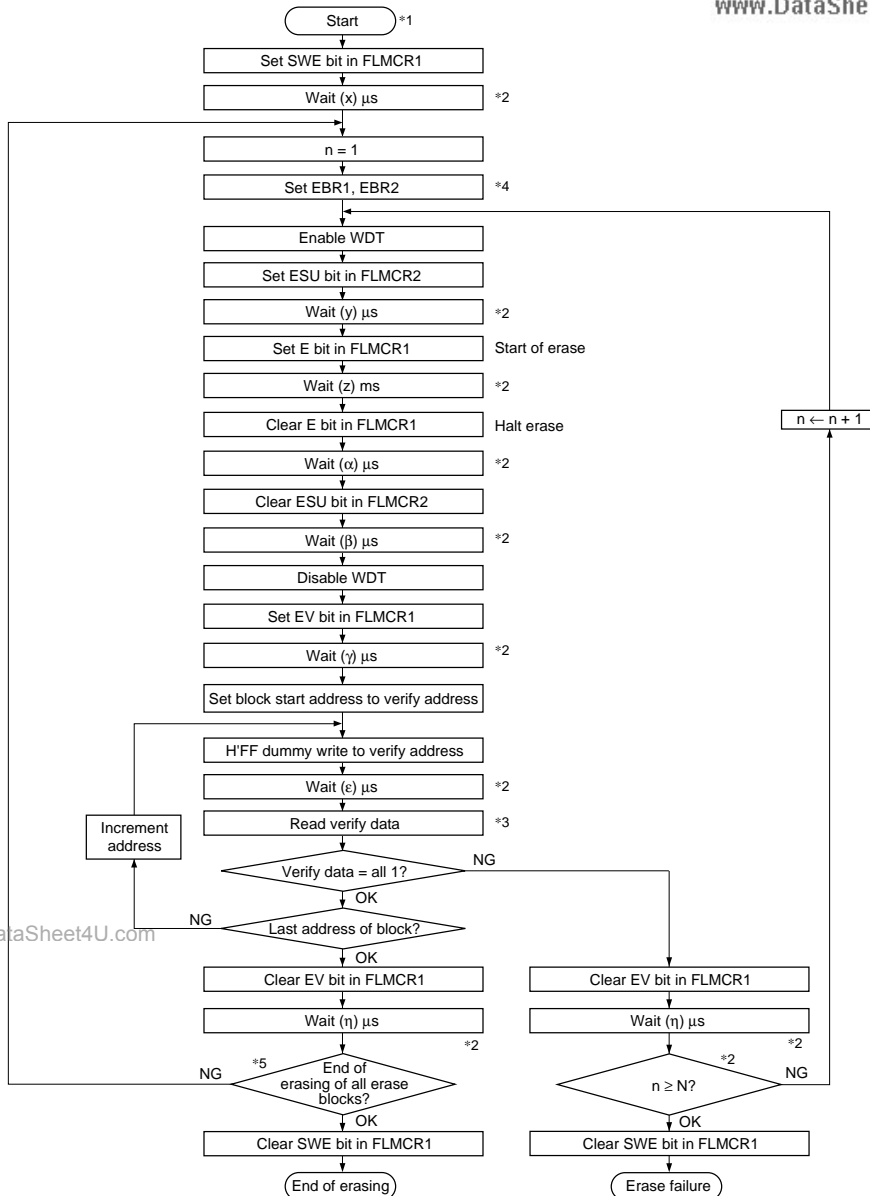 www.DataShe
Start
*1
Set SWE bit in FLMCR1
Wait (x) μs
*2
n = 1
Set EBR1, EBR2
*4
Enable WDT
Set ESU bit in FLMCR2
Wait (y) μs
*2
Set E bit in FLMCR1
Start of erase
Wait (z) ms
*2
Clear E bit in FLMCR1
Halt erase
n ← n + 1
Wait (α) μs
*2
Clear ESU bit in FLMCR2
Wait (β) μs
*2
Disable WDT
Set EV bit in FLMCR1
Wait (γ) μs
*2
Set block start address to verify address
H'FF dummy write to verify address
Wait (ε) μs
*2
Increment
address
Read verify data
*3
Verify data = all 1?
NG
OK
NG
Last address of block?
ataSheet4U.com
OK
Clear EV bit in FLMCR1
Clear EV bit in FLMCR1
Wait (η) μs
*2
Wait (η) μs
*2
NG
*5
End of
erasing of all erase
blocks?
*2
n ≥ N?
NG
OK
OK
Clear SWE bit in FLMCR1
Clear SWE bit in FLMCR1
End of erasing
Erase failure